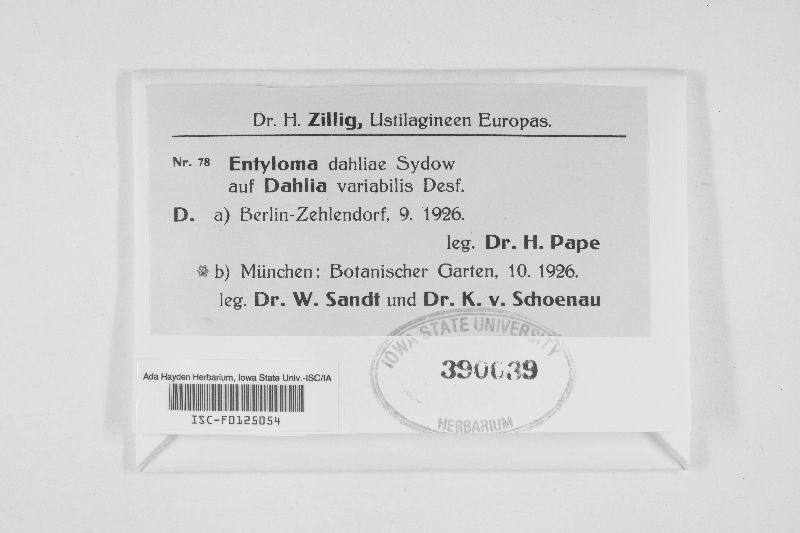 Dr. H. Zillig, Ustilagineen Europas.
Nr. 78 Entyloma dahliae Sydow
auf Dahlia variabilis Desf.
D. a) Berlin-Zehlendorf, 9. 1926.
leg. Dr. H. Pape
b) München: Botanischer Garten, 10. 1926.
leg. Dr. W. Sandt und Dr. K. v. Schoenau
IOWA STATE UNIVERSITY
390639
HERBARIUM
Ada Hayden Herbarium, Iowa State Univ.-ISC/IA
ISC-F0125054